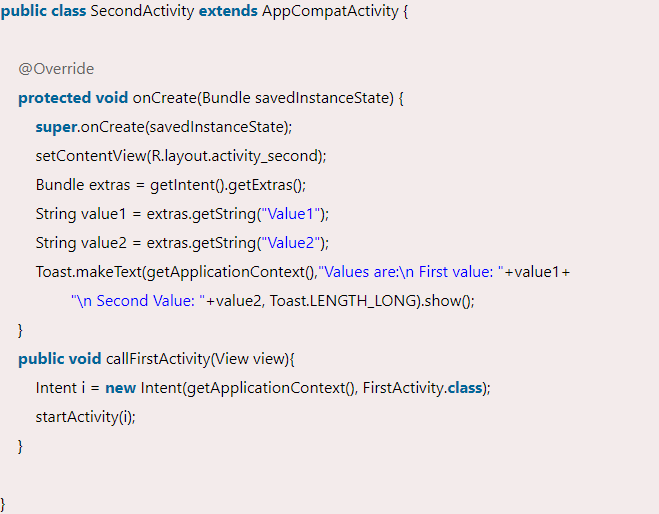 public class SecondActivity extends AppCompatActivity {
@Override
protected void onCreate(Bundle savedInstanceState) {
super.onCreate(savedInstanceState);
setContentView(R.layout.activity_second);
Bundle extras = getIntent().getExtras();
String value1 = extras.getString("Value1");
String value2 = extras.getString("Value2");
Toast.makeText(getApplicationContext(),"Values are:\n First value: "+value1+
"\n Second Value: "+value2, Toast.LENGTH_LONG).show();
}
public void callFirstActivity(View view){
Intent i = new Intent(getApplicationContext(), FirstActivity.class);
startActivity(i);
}
}